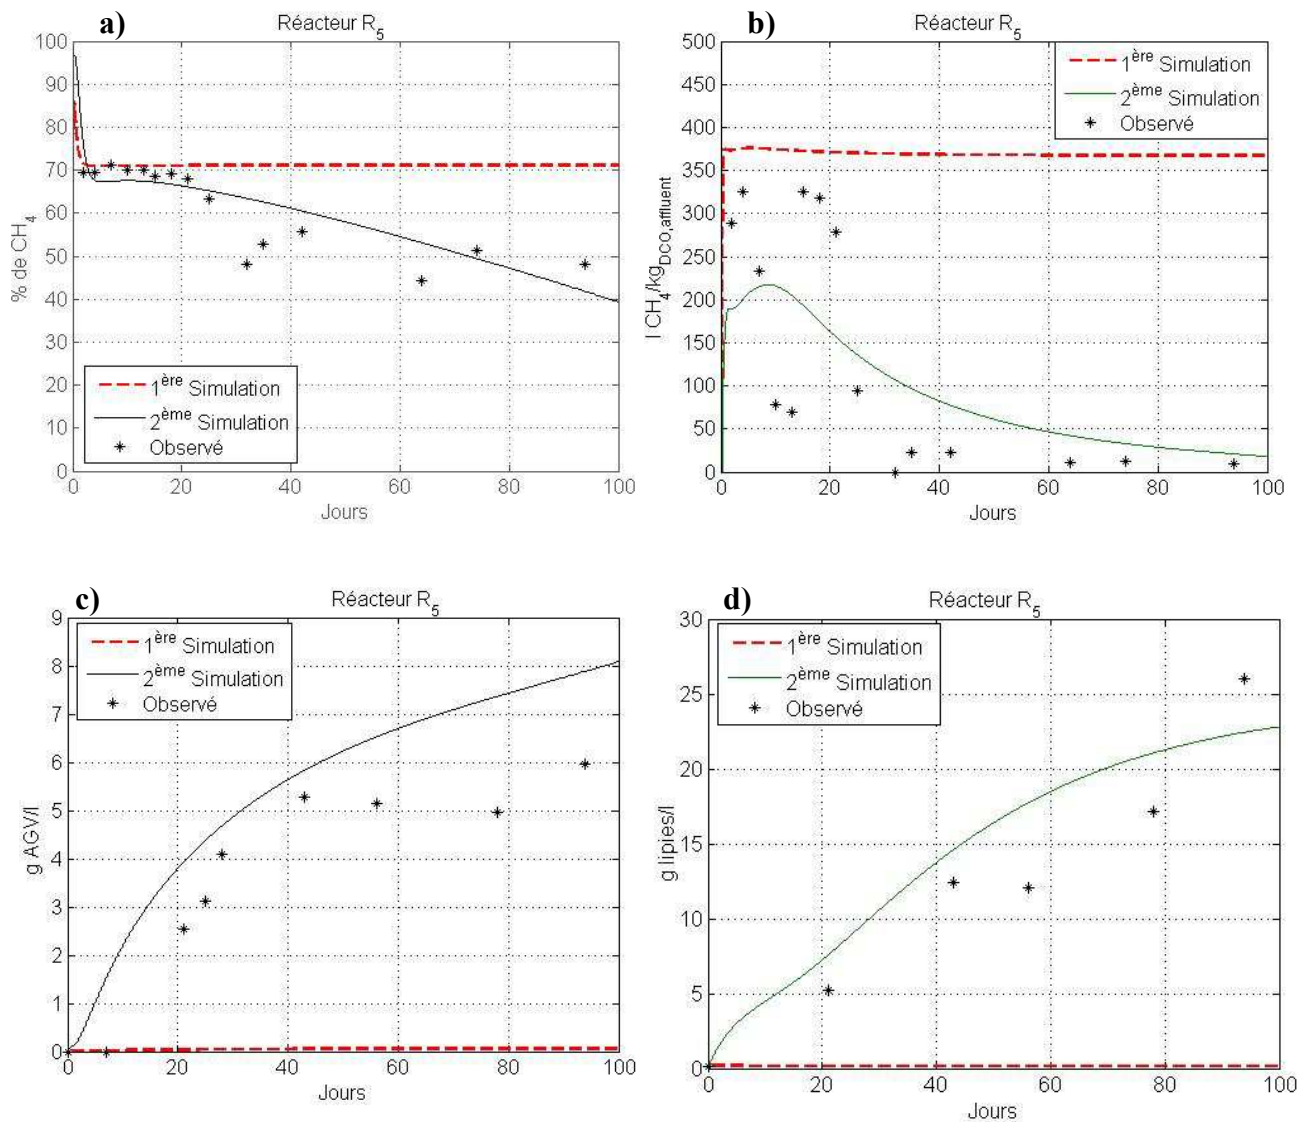 a)
Réacteur R5
% de CH4
100
90
80
70
60
50
40
30
20
10
0
1ère Simulation
2ème Simulation
Observé
0 20 40 60 80 100
Jours
b)
Réacteur R5
l CH4/kgDCO,affluent
500
450
400
350
300
250
200
150
100
50
0
1ère Simulation
2ème Simulation
Observé
0 20 40 60 80 100
Jours
c)
Réacteur R5
g AGV/l
9
8
7
6
5
4
3
2
1
0
1ère Simulation
2ème Simulation
Observé
0 20 40 60 80 100
Jours
d)
Réacteur R5
g lipies/l
30
25
20
15
10
5
0
1ère Simulation
2ème Simulation
Observé
0 20 40 60 80 100
Jours